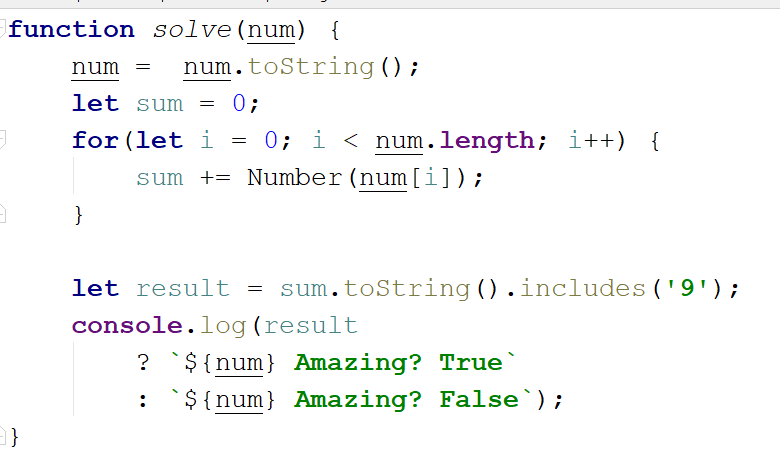 function solve(num) {
    num =  num.toString();
    let sum = 0;
    for(let i = 0; i < num.length; i++) {
        sum += Number(num[i]);
    }

    let result = sum.toString().includes('9');
    console.log(result
        ? `${num} Amazing? True`
        : `${num} Amazing? False`);
}